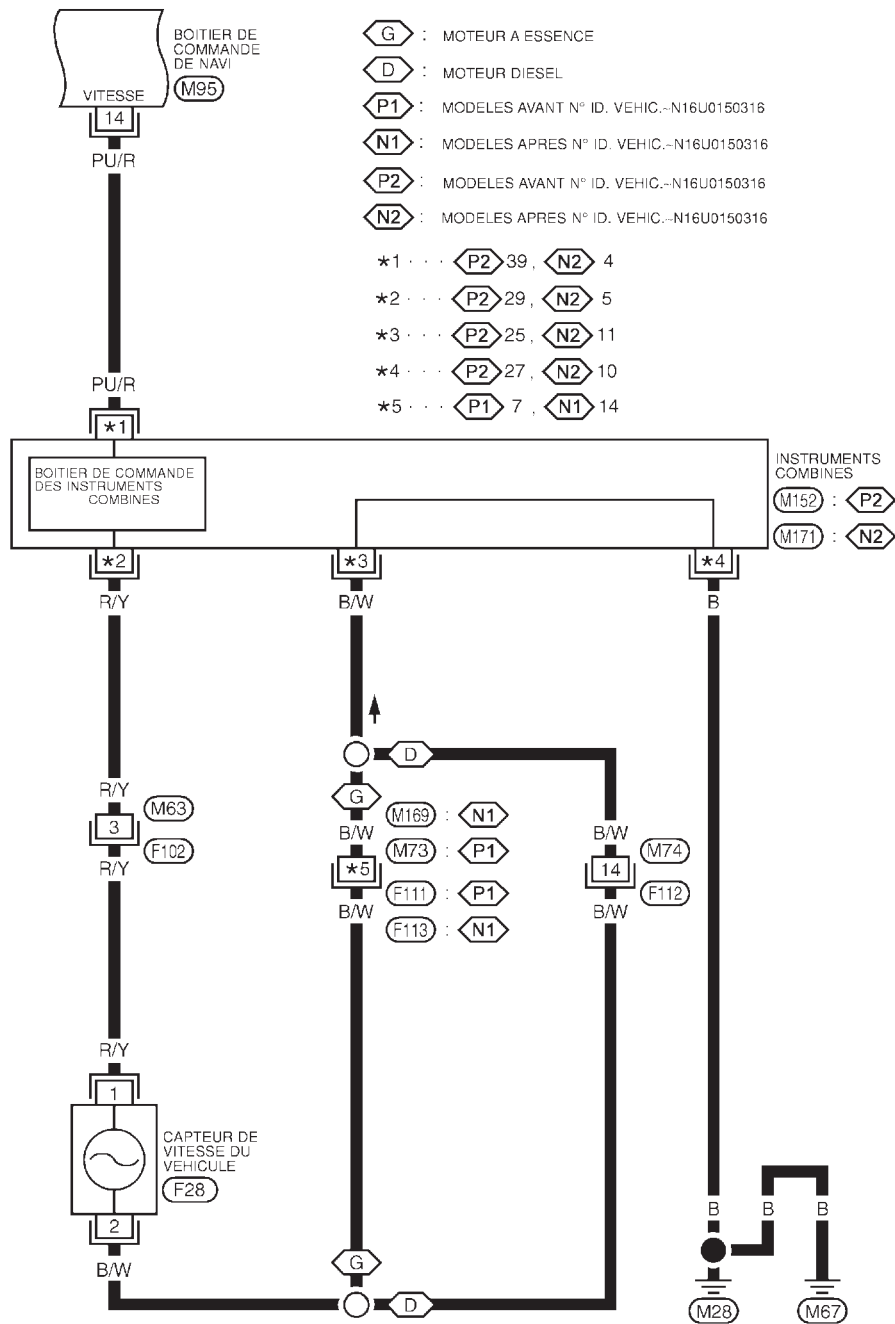 BOITIER DE
COMMANDE
DE NAVI
M95
VITESSE
14
PU/R
G : MOTEUR A ESSENCE
D : MOTEUR DIESEL
P1 : MODELES AVANT N° ID. VEHIC.~N16U0150316
N1 : MODELES APRES N° ID. VEHIC.~N16U0150316
P2 : MODELES AVANT N° ID. VEHIC.~N16U0150316
N2 : MODELES APRES N° ID. VEHIC.~N16U0150316
★1 · · · P2 39 , N2 4
★2 · · · P2 29 , N2 5
★3 · · · P2 25 , N2 11
★4 · · · P2 27 , N2 10
★5 · · · P1 7 , N1 14
PU/R
★1
BOITIER DE COMMANDE
DES INSTRUMENTS
COMBINES
INSTRUMENTS
COMBINES
M152 : P2
M171 : N2
★2 ★3 ★4
R/Y B/W B
D
G
R/Y
3
M63
F102
R/Y
B/W
★5
B/W
M169 : N1
M73 : P1
F111 : P1
F113 : N1
B/W
14
B/W
M74
F112
R/Y
1
CAPTEUR DE
VITESSE DU
VEHICULE
F28
2
B/W
G
D
B B B
M28 M67